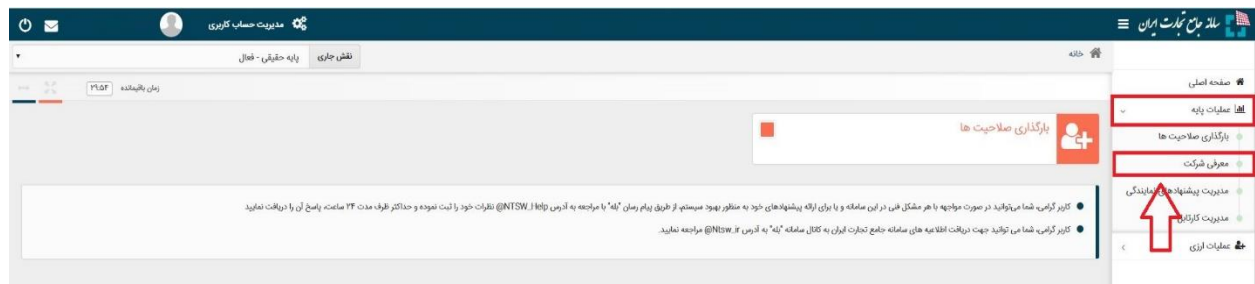 سامانه جامع تجارت ایران
مدیریت حساب کاربری
خانه
نقش جاری
پایه حقیقی - فعال
زمان باقیمانده ۲۹:۵۴
صفحه اصلی
عملیات پایه
بارگذاری صلاحیت ها
معرفی شرکت
مدیریت پیشنهادهای نمایندگی
مدیریت کارتابل
عملیات ارزی
بارگذاری صلاحیت ها
کاربر گرامی، شما می‌توانید در صورت مواجهه با هر مشکل فنی در این سامانه و یا برای ارائه پیشنهادهای خود به منظور بهبود سیستم، از طریق پیام رسان "بله" با مراجعه به آدرس NTSW_Help@ نظرات خود را ثبت نموده و حداکثر ظرف مدت ۲۴ ساعت، پاسخ آن را دریافت نمایید
کاربر گرامی، شما می توانید جهت دریافت اطلاعیه های سامانه جامع تجارت ایران به کانال سامانه "بله" به آدرس Ntsw_ir@ مراجعه نمایید.